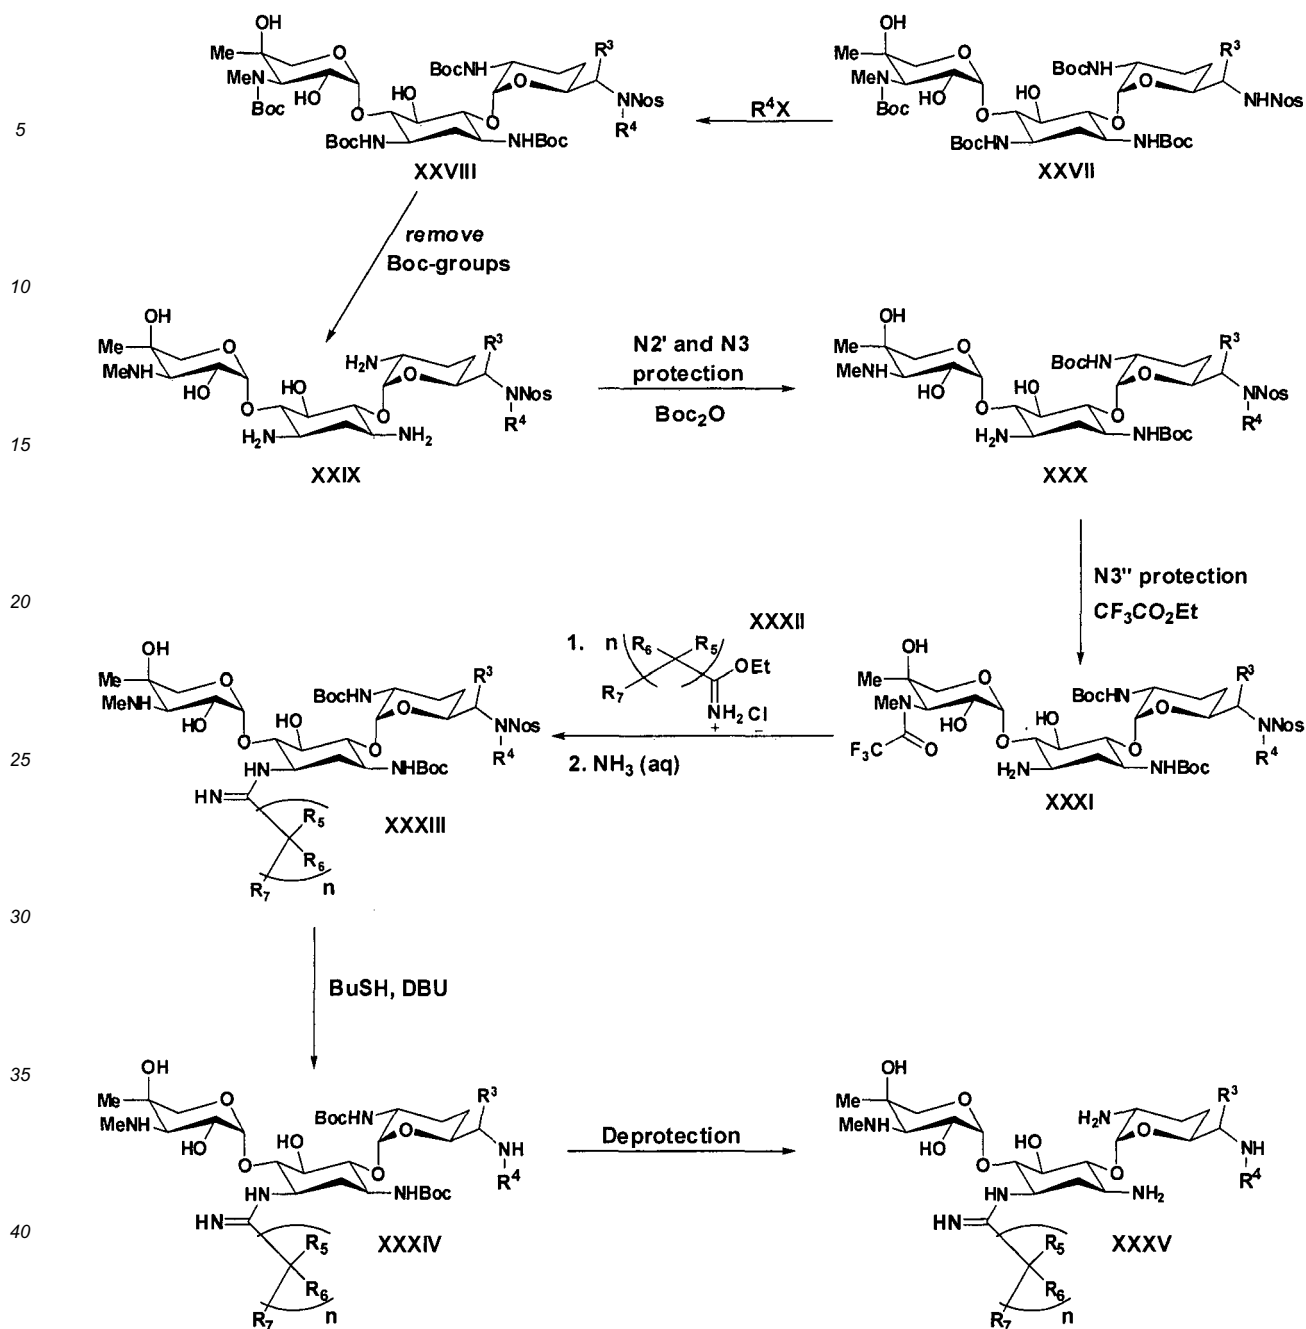 OH
Me
O
R³
BocHN
MeN
Boc
HO
HO
O
O
O
NNos
R⁴
BocHN
NHBoc
XXVIII
R⁴X
OH
Me
O
R³
BocHN
MeN
Boc
HO
HO
O
O
O
NHNos
BocHN
NHBoc
XXVII
5
remove
Boc-groups
10
OH
Me
O
R³
H₂N
MeHN
HO
HO
O
O
O
NNos
R⁴
H₂N
NH₂
XXIX
N2' and N3
protection
Boc₂O
OH
Me
O
R³
BocHN
MeHN
HO
HO
O
O
O
NNos
R⁴
H₂N
NHBoc
XXX
15
N3'' protection
CF₃CO₂Et
20
OH
Me
O
R³
BocHN
MeHN
HO
HO
O
O
O
NNos
R⁴
HN
NHBoc
HN
R₅
R₆
R₇
n
XXXIII
1.
n
R₆
R₅
XXXII
OEt
R₇
NH₂ Cl
+
–
2. NH₃ (aq)
OH
Me
O
R³
BocHN
MeN
F₃C
O
HO
HO
O
O
O
NNos
R⁴
H₂N
NHBoc
XXXI
25
30
BuSH, DBU
35
OH
Me
O
R³
BocHN
MeHN
HO
HO
O
O
O
NH
R⁴
HN
NHBoc
HN
R₅
R₆
R₇
n
XXXIV
Deprotection
OH
Me
O
R³
H₂N
MeHN
HO
HO
O
O
O
NH
R⁴
HN
NH₂
HN
R₅
R₆
R₇
n
XXXV
40